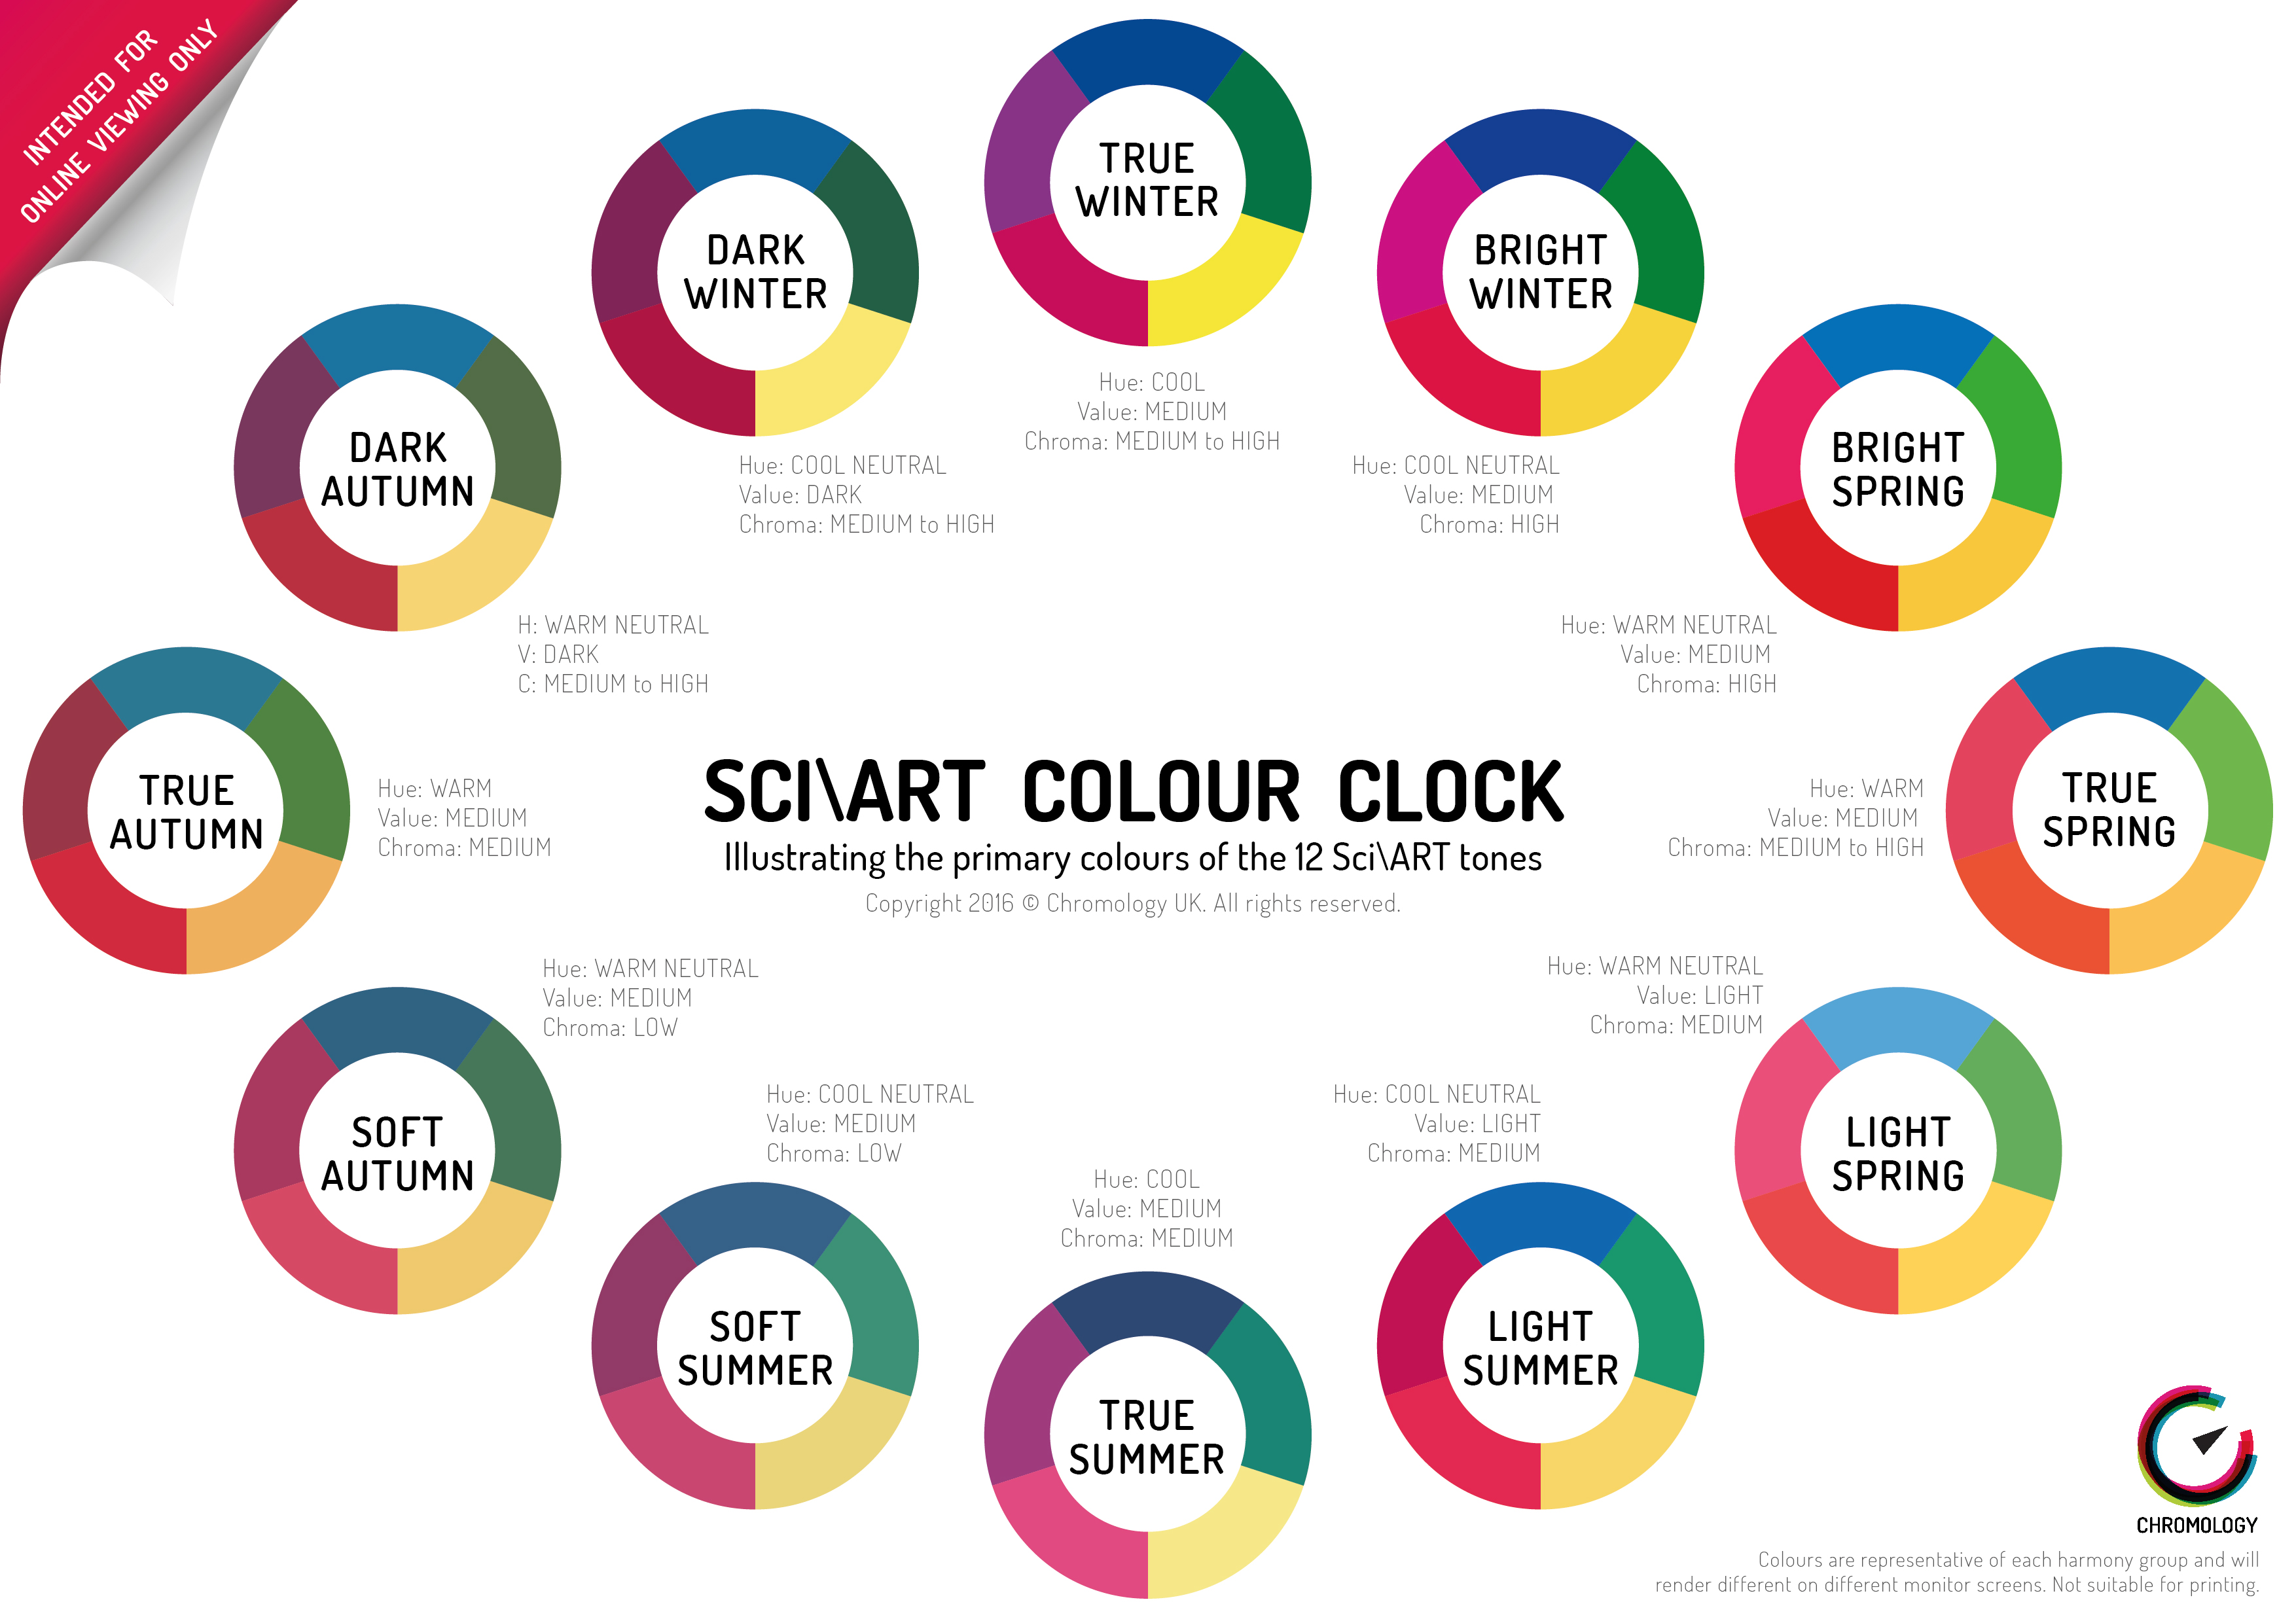 INTENDED FOR
ONLINE VIEWING ONLY
TRUE
WINTER
Hue: COOL
Value: MEDIUM
Chroma: MEDIUM to HIGH
BRIGHT
WINTER
Hue: COOL NEUTRAL
Value: MEDIUM
Chroma: HIGH
BRIGHT
SPRING
Hue: WARM NEUTRAL
Value: MEDIUM
Chroma: HIGH
TRUE
SPRING
Hue: WARM
Value: MEDIUM
Chroma: MEDIUM to HIGH
LIGHT
SPRING
Hue: WARM NEUTRAL
Value: LIGHT
Chroma: MEDIUM
LIGHT
SUMMER
Hue: COOL NEUTRAL
Value: LIGHT
Chroma: MEDIUM
TRUE
SUMMER
Hue: COOL
Value: MEDIUM
Chroma: MEDIUM
SOFT
SUMMER
Hue: COOL NEUTRAL
Value: MEDIUM
Chroma: LOW
SOFT
AUTUMN
Hue: WARM NEUTRAL
Value: MEDIUM
Chroma: LOW
TRUE
AUTUMN
Hue: WARM
Value: MEDIUM
Chroma: MEDIUM
DARK
AUTUMN
H: WARM NEUTRAL
V: DARK
C: MEDIUM to HIGH
DARK
WINTER
Hue: COOL NEUTRAL
Value: DARK
Chroma: MEDIUM to HIGH
SCI\ART COLOUR CLOCK
Illustrating the primary colours of the 12 Sci\ART tones
Copyright 2016 © Chromology UK. All rights reserved.
CHROMOLOGY
Colours are representative of each harmony group and will
render different on different monitor screens. Not suitable for printing.